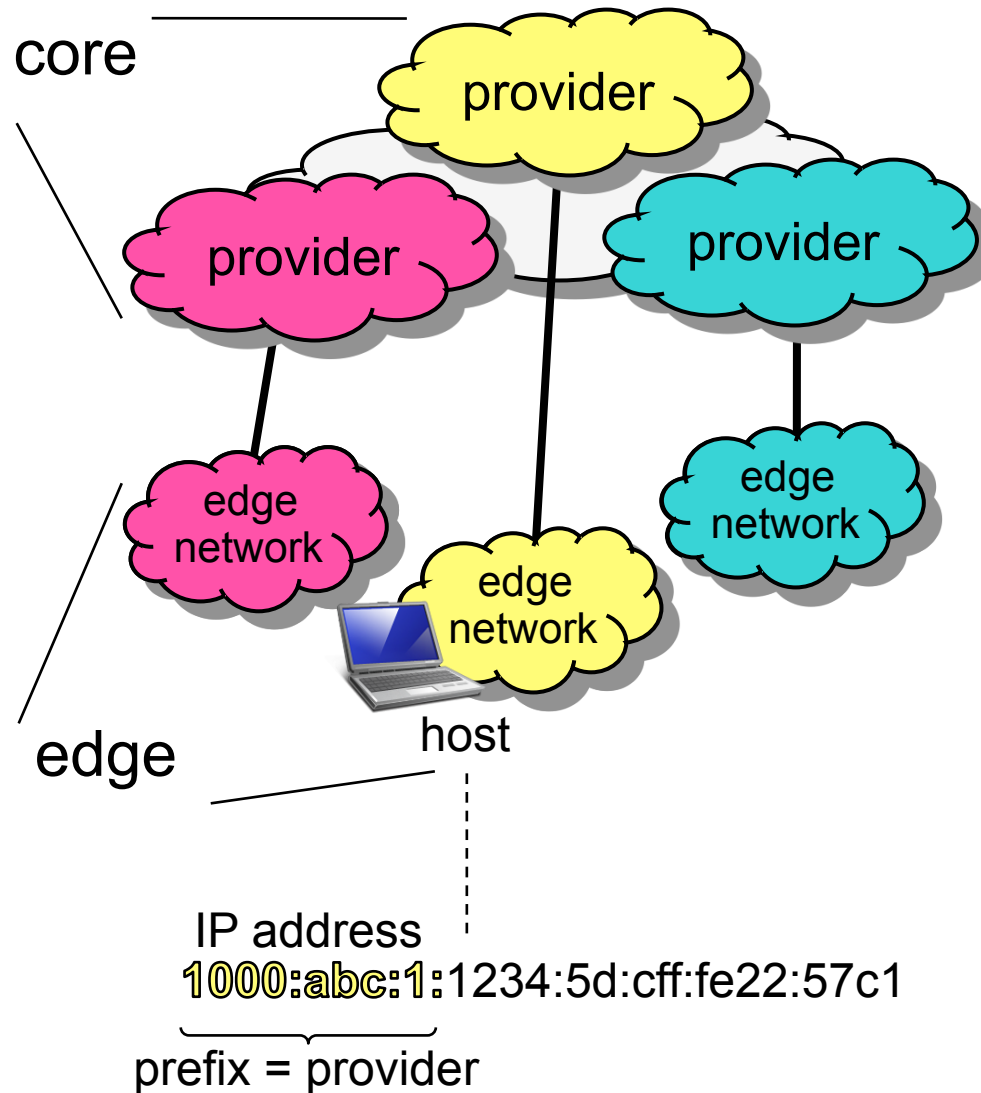 core
provider
provider
provider
edge
network
edge
network
edge
network
host
edge
IP address
1000:abc:1:1234:5d:cff:fe22:57c1
prefix = provider